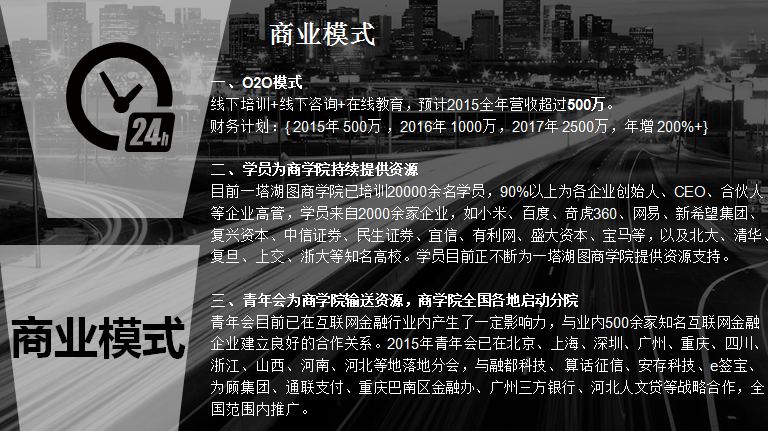 商业模式
24h
一、O2O模式
线下培训+线下咨询+在线教育，预计2015全年营收超过500万。
财务计划：{ 2015年 500万 ，2016年 1000万，2017年 2500万，年增 200%+}
二、学员为商学院持续提供资源
目前一塔湖图商学院已培训20000余名学员，90%以上为各企业创始人、CEO、合伙人
等企业高管，学员来自2000余家企业，如小米、百度、奇虎360、网易、新希望集团、
复兴资本、中信证券、民生证券、宜信、有利网、盛大资本、宝马等，以及北大、清华、
复旦、上交、浙大等知名高校。学员目前正不断为一塔湖图商学院提供资源支持。
三、青年会为商学院输送资源，商学院全国各地启动分院
青年会目前已在互联网金融行业内产生了一定影响力，与业内500余家知名互联网金融
企业建立良好的合作关系。2015年青年会已在北京、上海、深圳、广州、重庆、四川、
浙江、山西、河南、河北等地落地分会，与融都科技、算话征信、安存科技、e签宝、
为顾集团、通联支付、重庆巴南区金融办、广州三方银行、河北人文贷等战略合作，全
国范围内推广。
商业模式